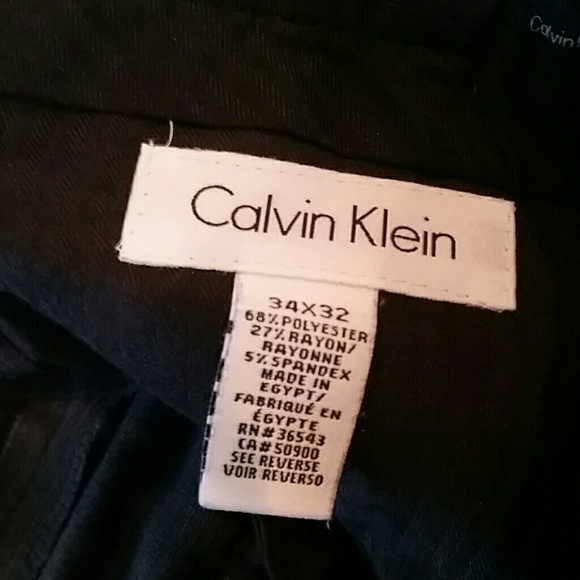 Calvin
Calvin Klein
34X32
68% POLYESTER
27% RAYON/
RAYONNE
5% SPANDEX
MADE IN
EGYPT/
FABRIQUÉ EN
ÉGYPTE
RN# 36543
CA# 50900
SEE REVERSE
VOIR REVERSO